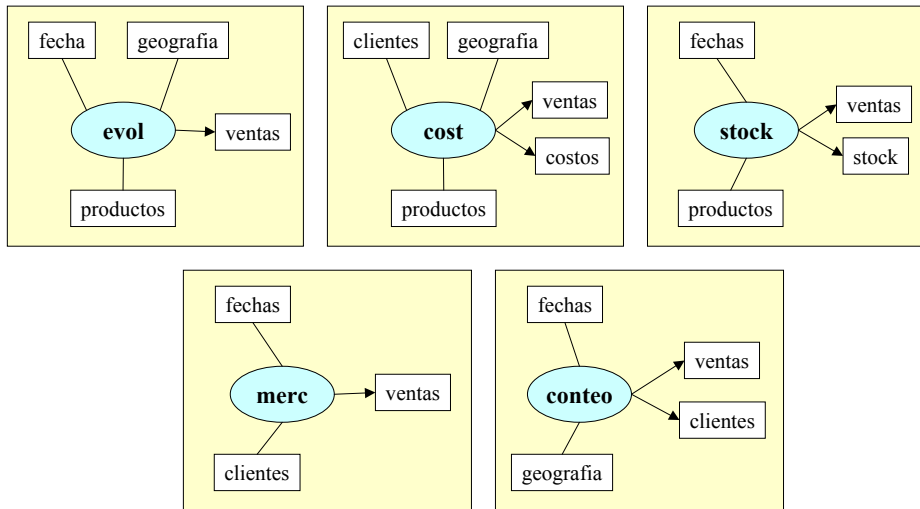 fecha
geografia
evol
ventas
productos
clientes
geografia
cost
ventas
costos
productos
fechas
stock
ventas
stock
productos
fechas
merc
ventas
clientes
fechas
conteo
ventas
clientes
geografia